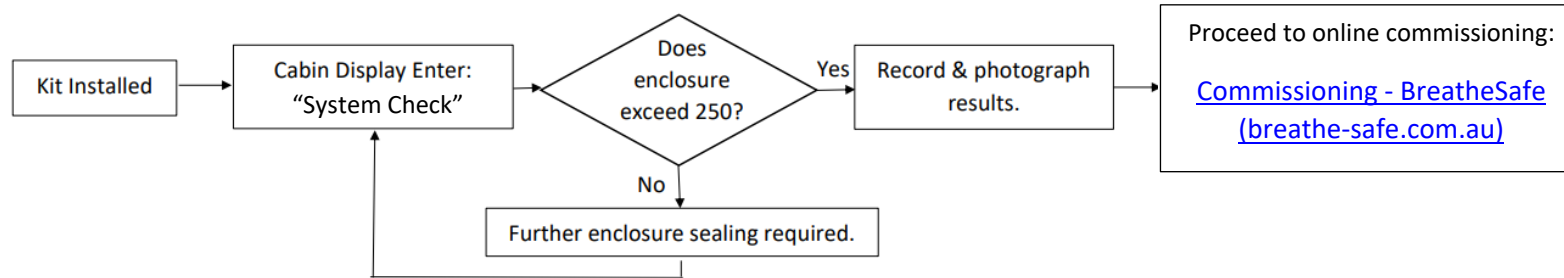 Kit Installed
Cabin Display Enter:
“System Check”
Does
enclosure
exceed 250?
Yes
Record & photograph
results.
Proceed to online commissioning:
Commissioning - BreatheSafe
(breathe-safe.com.au)
No
Further enclosure sealing required.